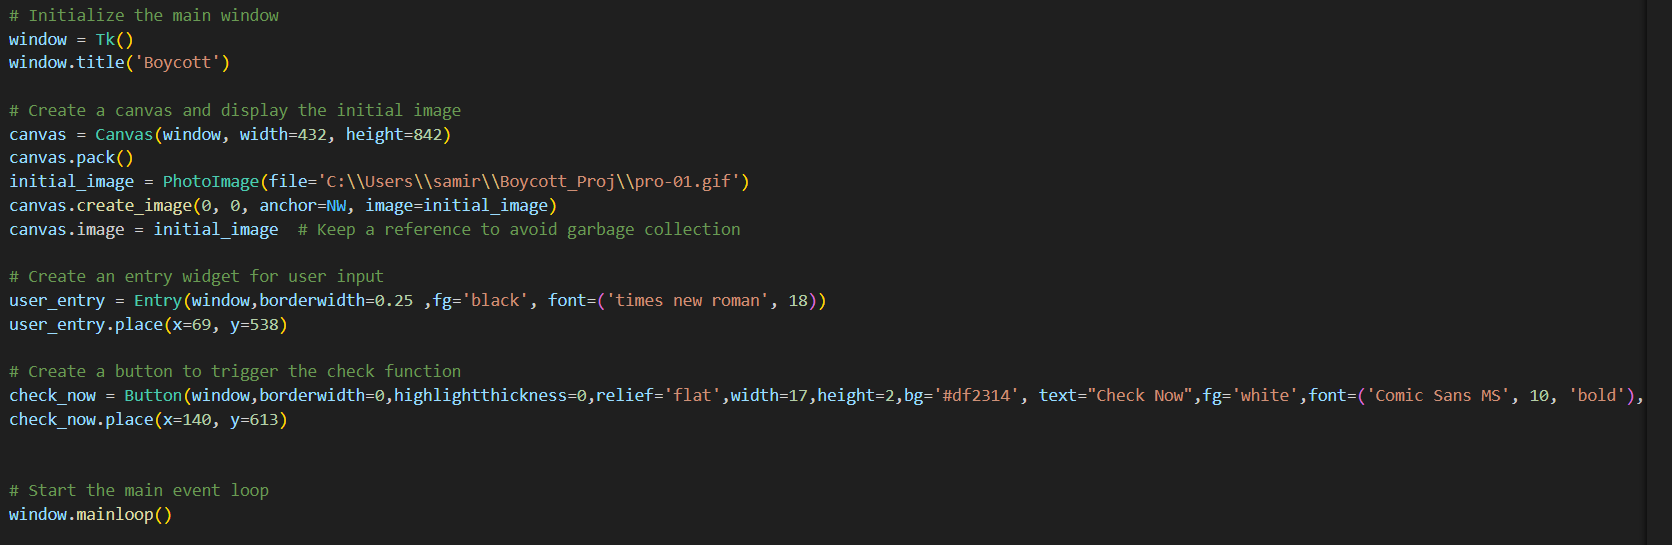 # Initialize the main window
window = Tk()
window.title('Boycott')
# Create a canvas and display the initial image
canvas = Canvas(window, width=432, height=842)
canvas.pack()
initial_image = PhotoImage(file='C:\\Users\\samir\\Boycott_Proj\\pro-01.gif')
canvas.create_image(0, 0, anchor=NW, image=initial_image)
canvas.image = initial_image  # Keep a reference to avoid garbage collection
# Create an entry widget for user input
user_entry = Entry(window,borderwidth=0.25 ,fg='black', font=('times new roman', 18))
user_entry.place(x=69, y=538)
# Create a button to trigger the check function
check_now = Button(window,borderwidth=0,highlightthickness=0,relief='flat',width=17,height=2,bg='#df2314', text="Check Now",fg='white',font=('Comic Sans MS', 10, 'bold'),
check_now.place(x=140, y=613)
# Start the main event loop
window.mainloop()